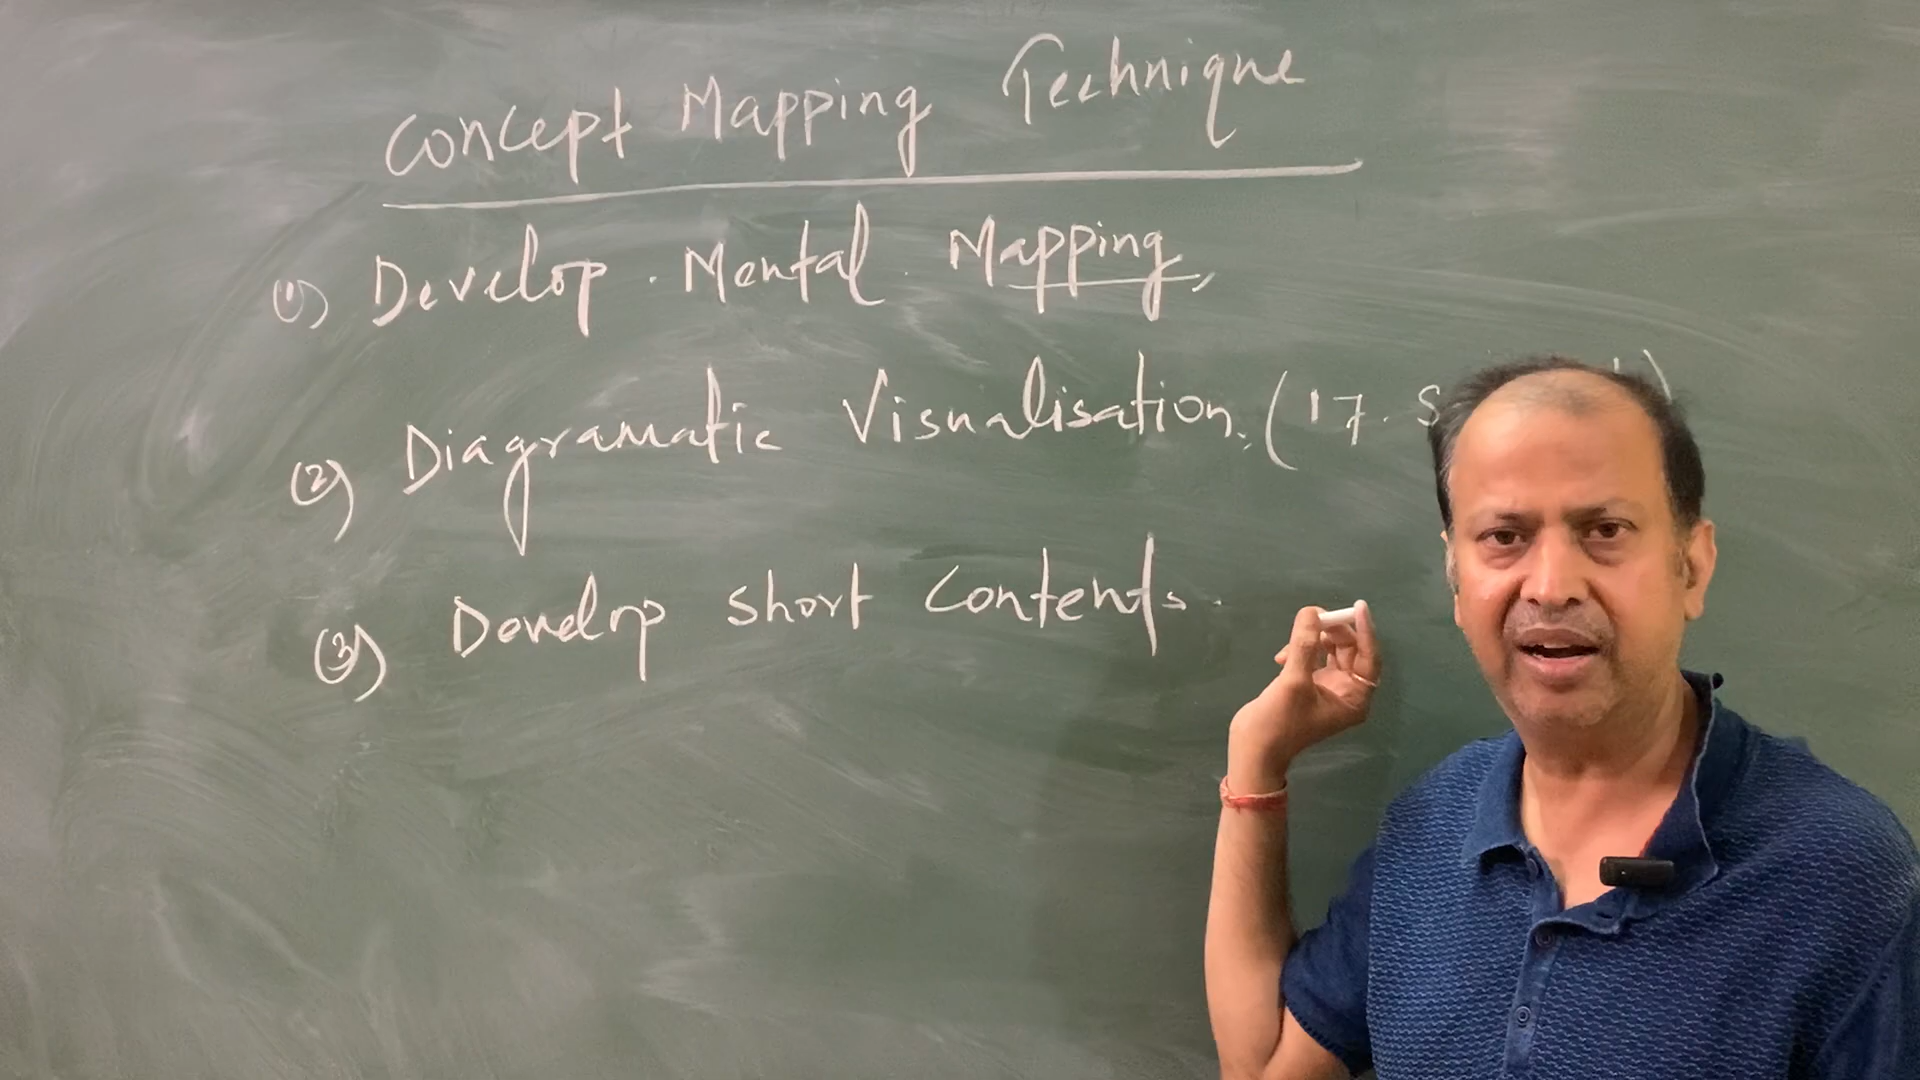 Concept Mapping Technique
(1) Develop. Mental. Mapping,
(2) Diagramatic Visualisation, (17.
(3) Develop short Contents.